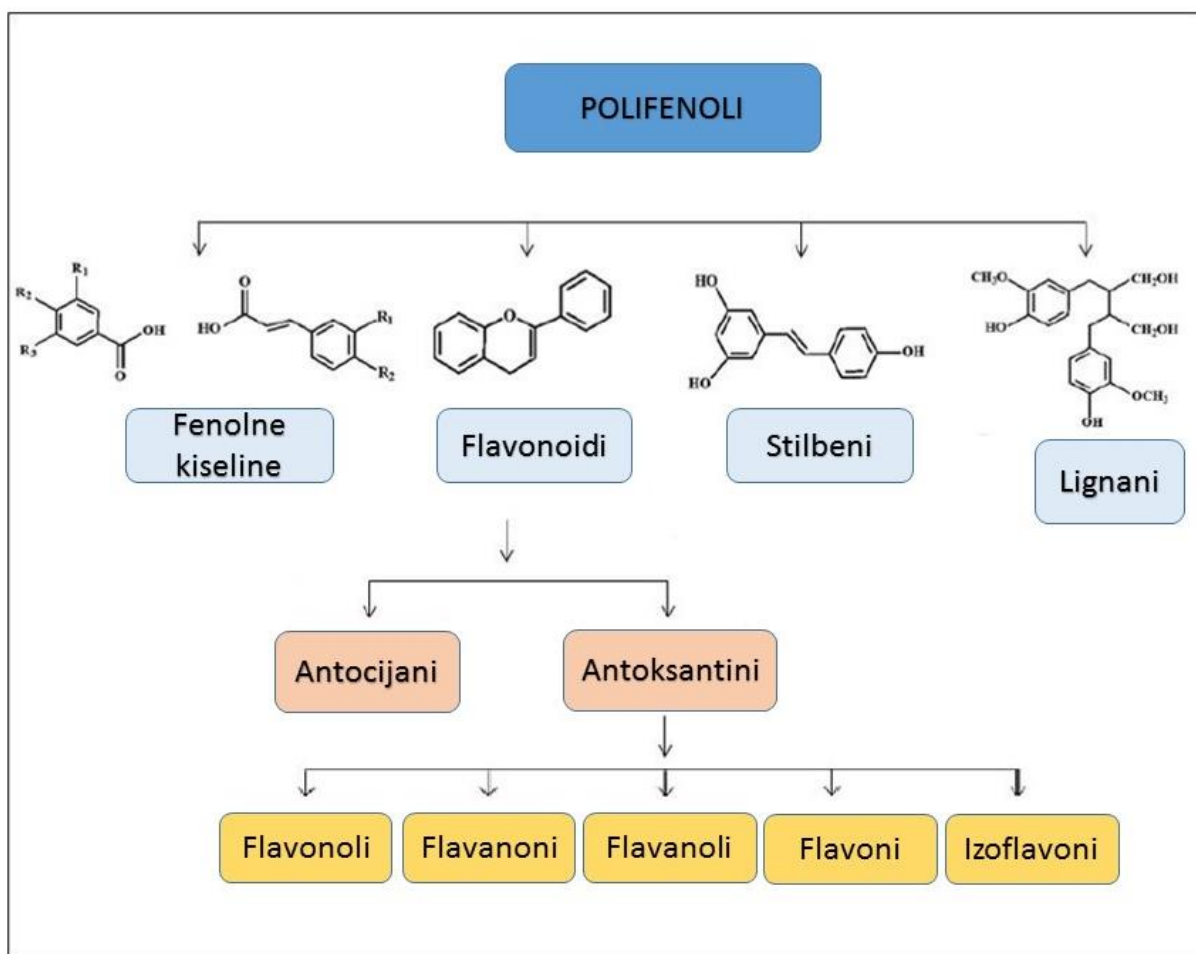 POLIFENOLI
R₁
R₂
R₃
OH
O
O
HO
R₁
R₂
O
HO
HO
OH
CH₃O
HO
CH₂OH
CH₂OH
OCH₃
OH
Fenolne
kiseline
Flavonoidi
Stilbeni
Lignani
Antocijani
Antoksantini
Flavonoli
Flavanoni
Flavanoli
Flavoni
Izoflavoni